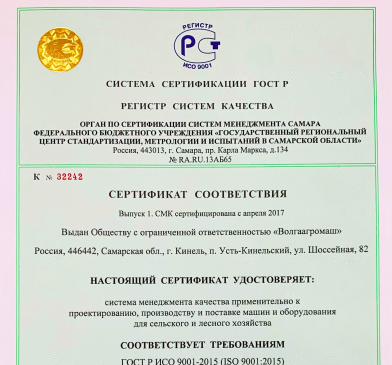 РЕГИСТР
РСТ
ИСО 9001
СИСТЕМА СЕРТИФИКАЦИИ ГОСТ Р
РЕГИСТР СИСТЕМ КАЧЕСТВА
ОРГАН ПО СЕРТИФИКАЦИИ СИСТЕМ МЕНЕДЖМЕНТА САМАРА
ФЕДЕРАЛЬНОГО БЮДЖЕТНОГО УЧРЕЖДЕНИЯ «ГОСУДАРСТВЕННЫЙ РЕГИОНАЛЬНЫЙ
ЦЕНТР СТАНДАРТИЗАЦИИ, МЕТРОЛОГИИ И ИСПЫТАНИЙ В САМАРСКОЙ ОБЛАСТИ»
Россия, 443013, г. Самара, пр. Карла Маркса, д.134
№ RA.RU.13АБ65
К № 32242
СЕРТИФИКАТ СООТВЕТСТВИЯ
Выпуск 1. СМК сертифицирована с апреля 2017
Выдан Обществу с ограниченной ответственностью «Волгаагромаш»
Россия, 446442, Самарская обл., г. Кинель, п. Усть-Кинельский, ул. Шоссейная, 82
НАСТОЯЩИЙ СЕРТИФИКАТ УДОСТОВЕРЯЕТ:
система менеджмента качества применительно к
проектированию, производству и поставке машин и оборудования
для сельского и лесного хозяйства
СООТВЕТСТВУЕТ ТРЕБОВАНИЯМ
ГОСТ Р ИСО 9001-2015 (ISO 9001:2015)